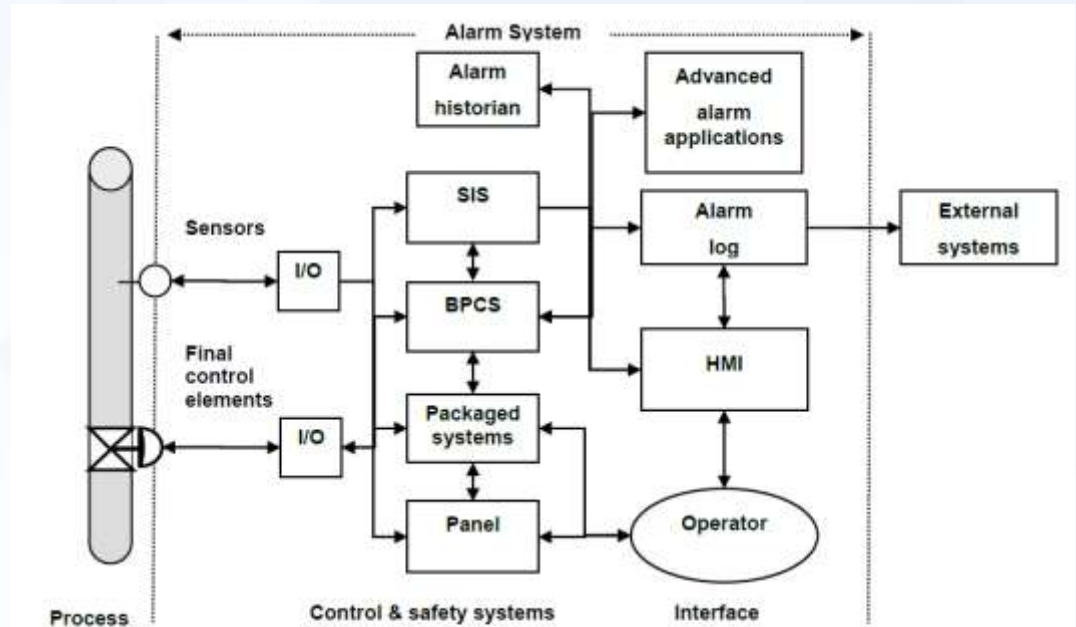 Alarm System
Alarm
historian
Advanced
alarm
applications
SIS
Alarm
log
External
systems
Sensors
I/O
BPCS
HMI
Final
control
elements
I/O
Packaged
systems
Panel
Operator
Process
Control & safety systems
Interface